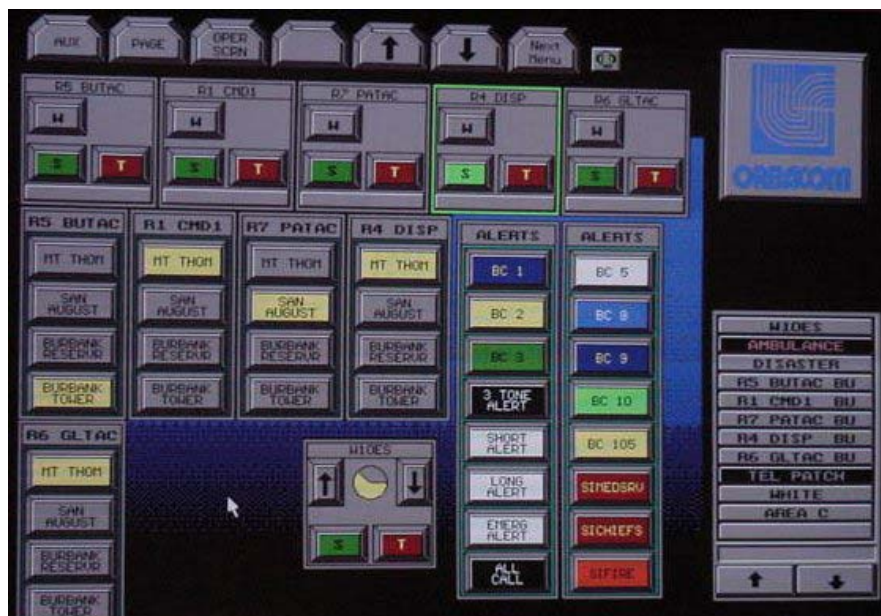 AUX
PAGE
OPER
SCRN
Next
Menu
R5 BUTAC
R1 CMD1
R7 PATAC
R4 DISP
R6 GLTAC
W
W
W
W
W
S
T
S
T
S
T
S
T
S
T
ORBACOM
R5 BUTAC
MT THOM
SAN
AUGUST
BURBANK
RESERVR
BURBANK
TOWER
R1 CMD1
MT THOM
SAN
AUGUST
BURBANK
RESERVR
BURBANK
TOWER
R7 PATAC
MT THOM
SAN
AUGUST
BURBANK
RESERVR
BURBANK
TOWER
R4 DISP
MT THOM
SAN
AUGUST
BURBANK
RESERVR
BURBANK
TOWER
ALERTS
BC 1
BC 2
BC 3
3 TONE
ALERT
SHORT
ALERT
LONG
ALERT
EMERG
ALERT
ALL
CALL
ALERTS
BC 5
BC 8
BC 9
BC 10
BC 105
SIMEDSRV
SICHIEFS
SIFIRE
R6 GLTAC
MT THOM
SAN
AUGUST
BURBANK
RESERVR
BURBANK
TOWER
W1OES
S
T
W1OES
AMBULANCE
DISASTER
R5 BUTAC BU
R1 CMD1 BU
R7 PATAC BU
R4 DISP BU
R6 GLTAC BU
TEL PATCH
WHITE
AREA C